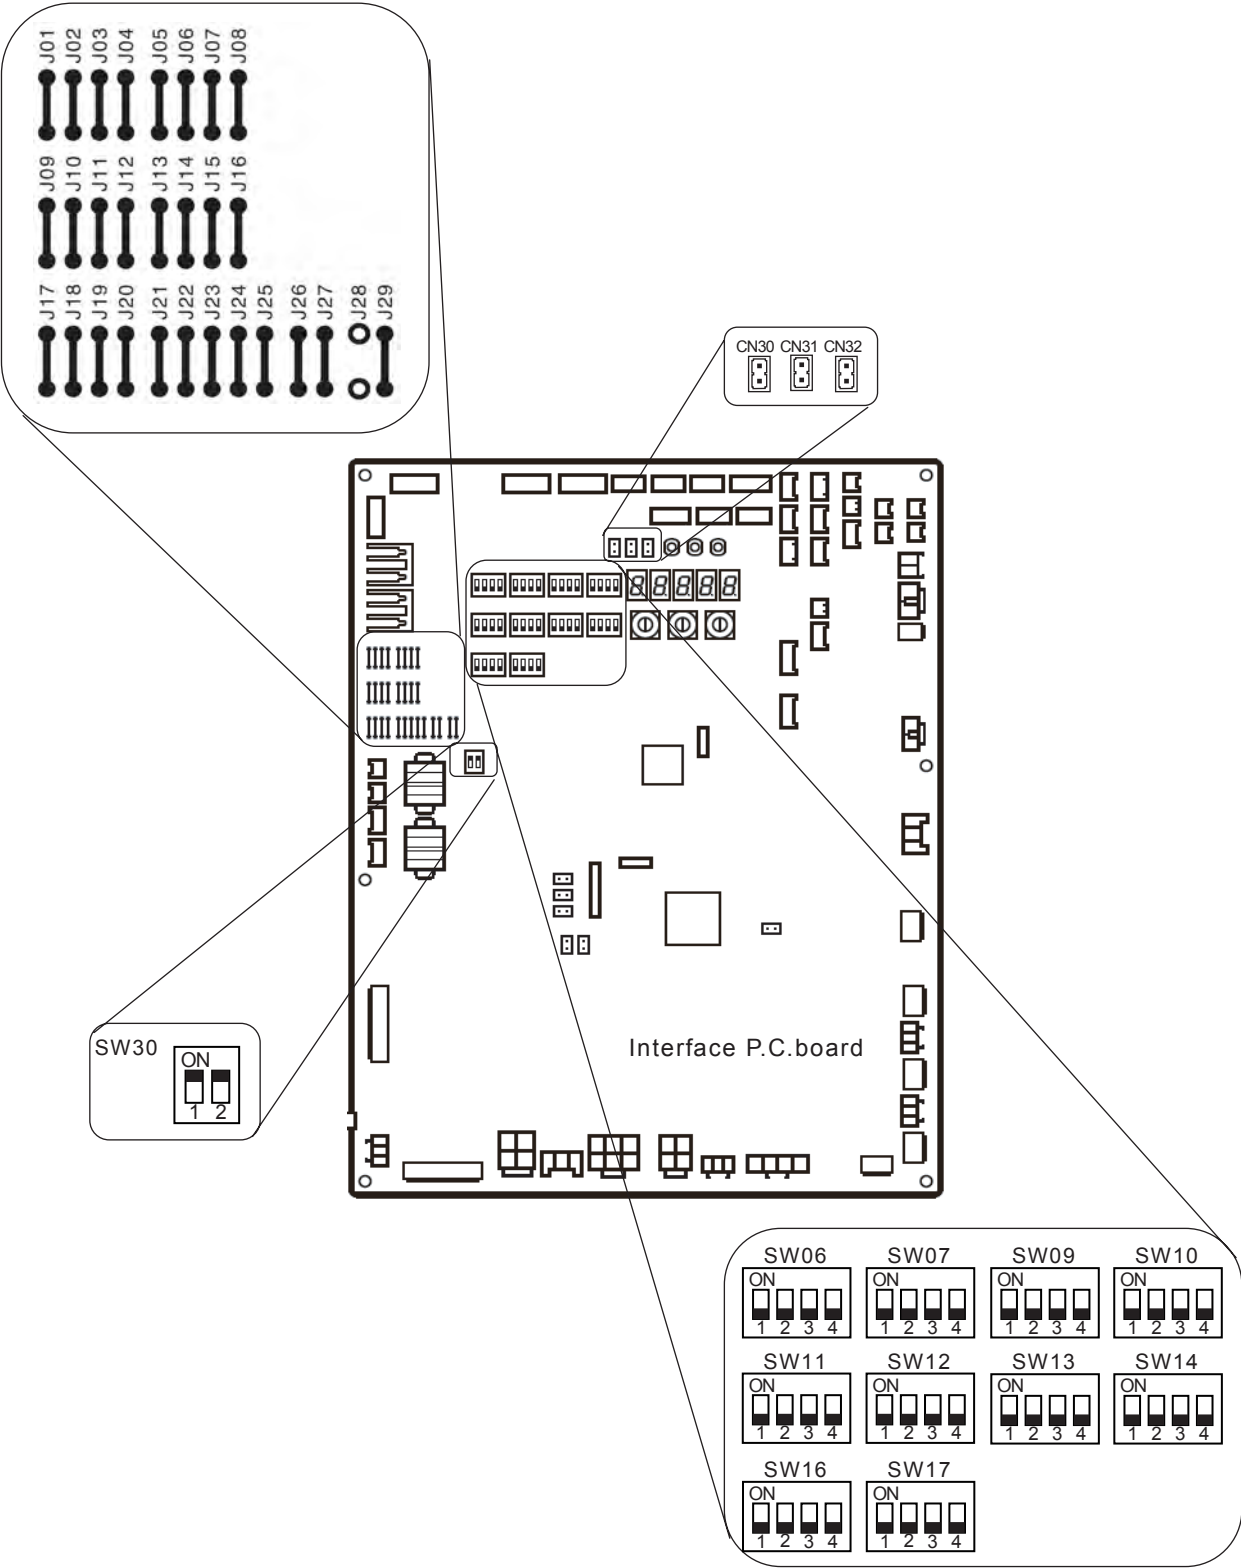 J01 J02 J03 J04 J05 J06 J07 J08
J09 J10 J11 J12 J13 J14 J15 J16
J17 J18 J19 J20 J21 J22 J23 J24 J25 J26 J27 J28 J29
CN30 CN31 CN32
8. 8. 8. 8. 8.
SW30
ON
1 2
Interface P.C.board
SW06 SW07 SW09 SW10
ON ON ON ON
1 2 3 4 1 2 3 4 1 2 3 4 1 2 3 4
SW11 SW12 SW13 SW14
ON ON ON ON
1 2 3 4 1 2 3 4 1 2 3 4 1 2 3 4
SW16 SW17
ON ON
1 2 3 4 1 2 3 4